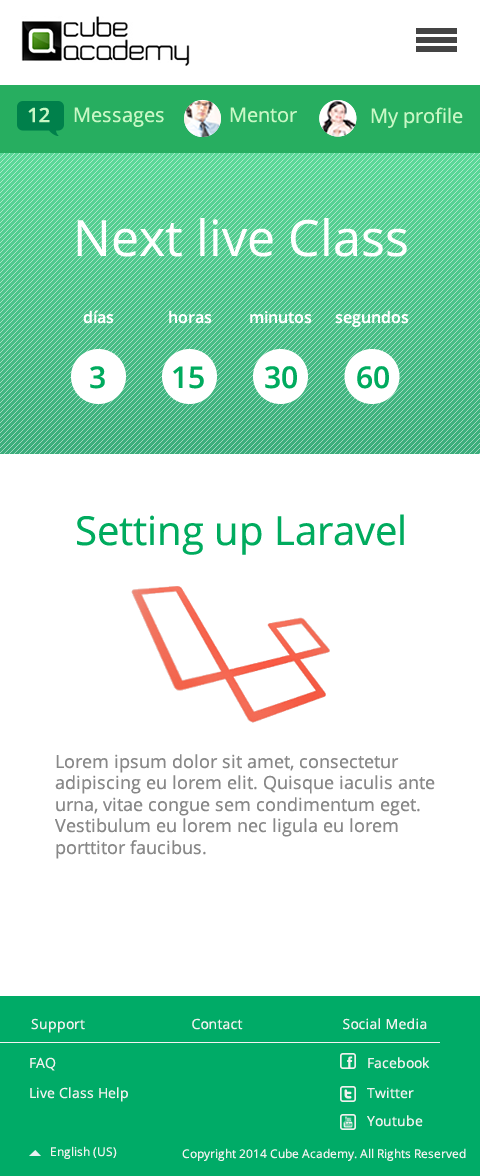 cube
academy
12 Messages Mentor My profile
Next live Class
días horas minutos segundos
3 15 30 60
Setting up Laravel
Lorem ipsum dolor sit amet, consectetur
adipiscing eu lorem elit. Quisque iaculis ante
urna, vitae congue sem condimentum eget.
Vestibulum eu lorem nec ligula eu lorem
porttitor faucibus.
Support Contact Social Media
FAQ Facebook
Live Class Help Twitter
Youtube
English (US) Copyright 2014 Cube Academy. All Rights Reserved